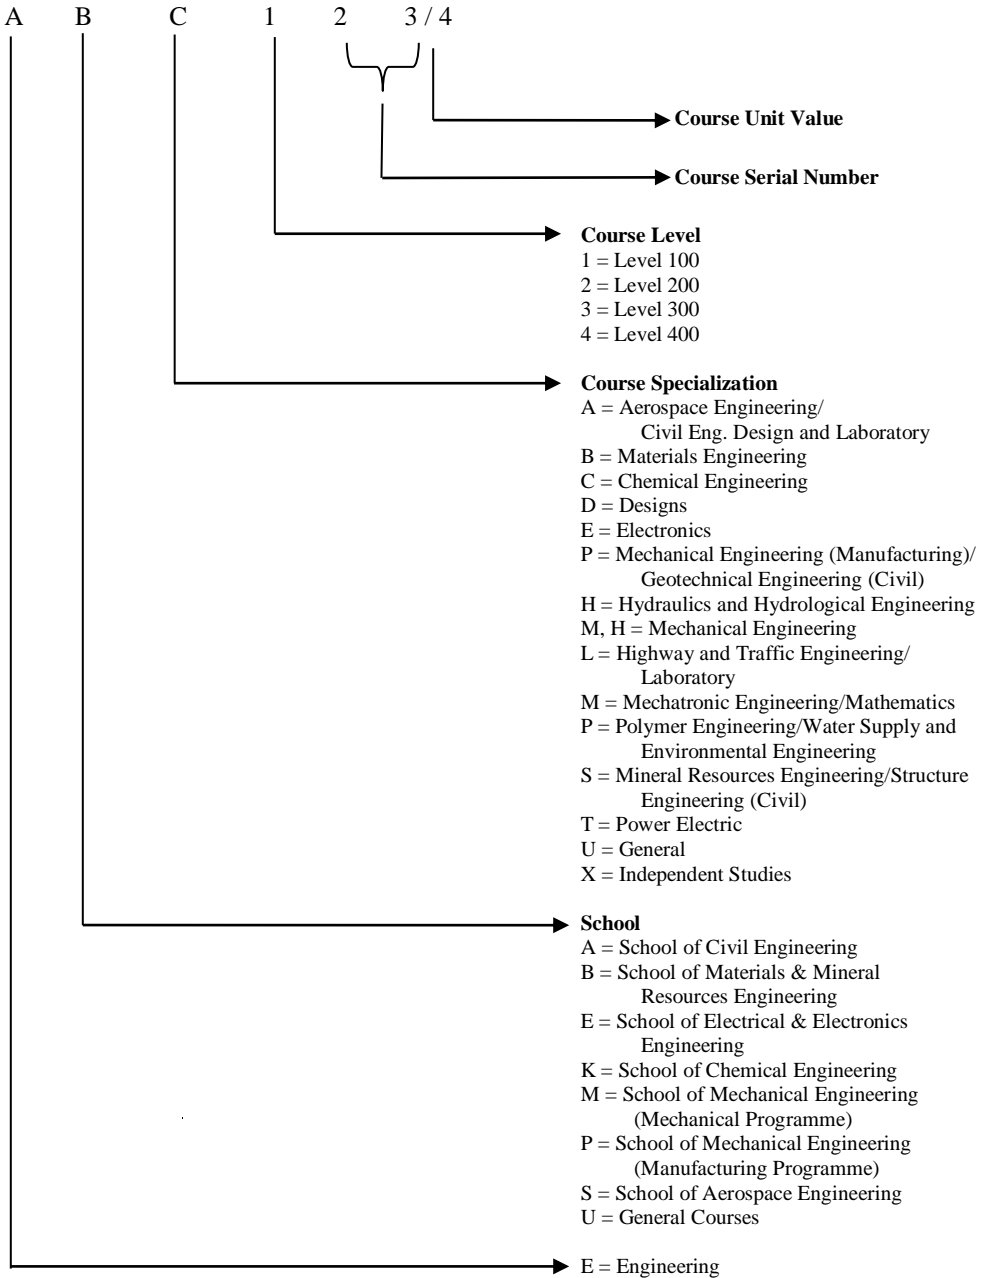 A B C 1 2 3 / 4
Course Unit Value
Course Serial Number
Course Level
1 = Level 100
2 = Level 200
3 = Level 300
4 = Level 400
Course Specialization
A = Aerospace Engineering/
Civil Eng. Design and Laboratory
B = Materials Engineering
C = Chemical Engineering
D = Designs
E = Electronics
P = Mechanical Engineering (Manufacturing)/
Geotechnical Engineering (Civil)
H = Hydraulics and Hydrological Engineering
M, H = Mechanical Engineering
L = Highway and Traffic Engineering/
Laboratory
M = Mechatronic Engineering/Mathematics
P = Polymer Engineering/Water Supply and
Environmental Engineering
S = Mineral Resources Engineering/Structure
Engineering (Civil)
T = Power Electric
U = General
X = Independent Studies
School
A = School of Civil Engineering
B = School of Materials & Mineral
Resources Engineering
E = School of Electrical & Electronics
Engineering
K = School of Chemical Engineering
M = School of Mechanical Engineering
(Mechanical Programme)
P = School of Mechanical Engineering
(Manufacturing Programme)
S = School of Aerospace Engineering
U = General Courses
E = Engineering